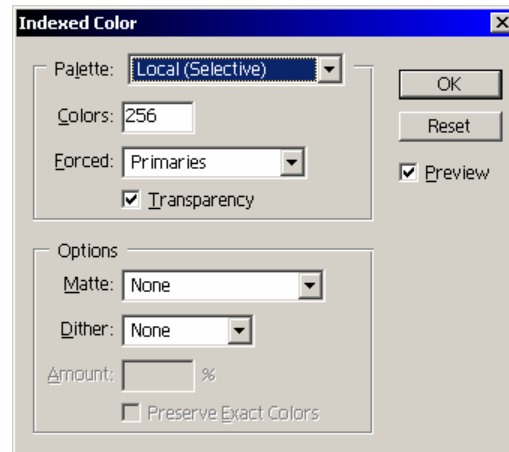 Indexed Color
Palette: Local (Selective)
OK
Colors: 256
Reset
Forced: Primaries
Preview
Transparency
Options
Matte: None
Dither: None
Amount: %
Preserve Exact Colors